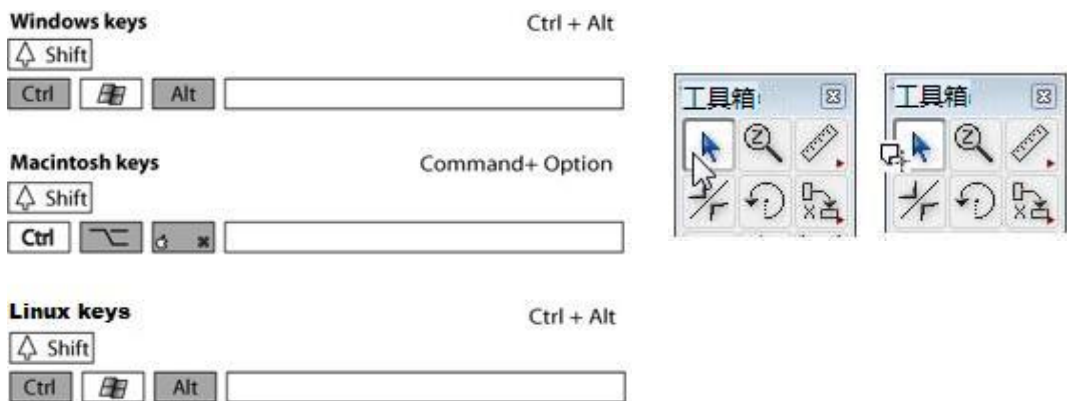 Windows keys Ctrl + Alt
Shift
Ctrl Alt
Macintosh keys Command+ Option
Shift
Ctrl ⌘
Linux keys Ctrl + Alt
Shift
Ctrl Alt
工具箱
Z
X
工具箱
Z
X